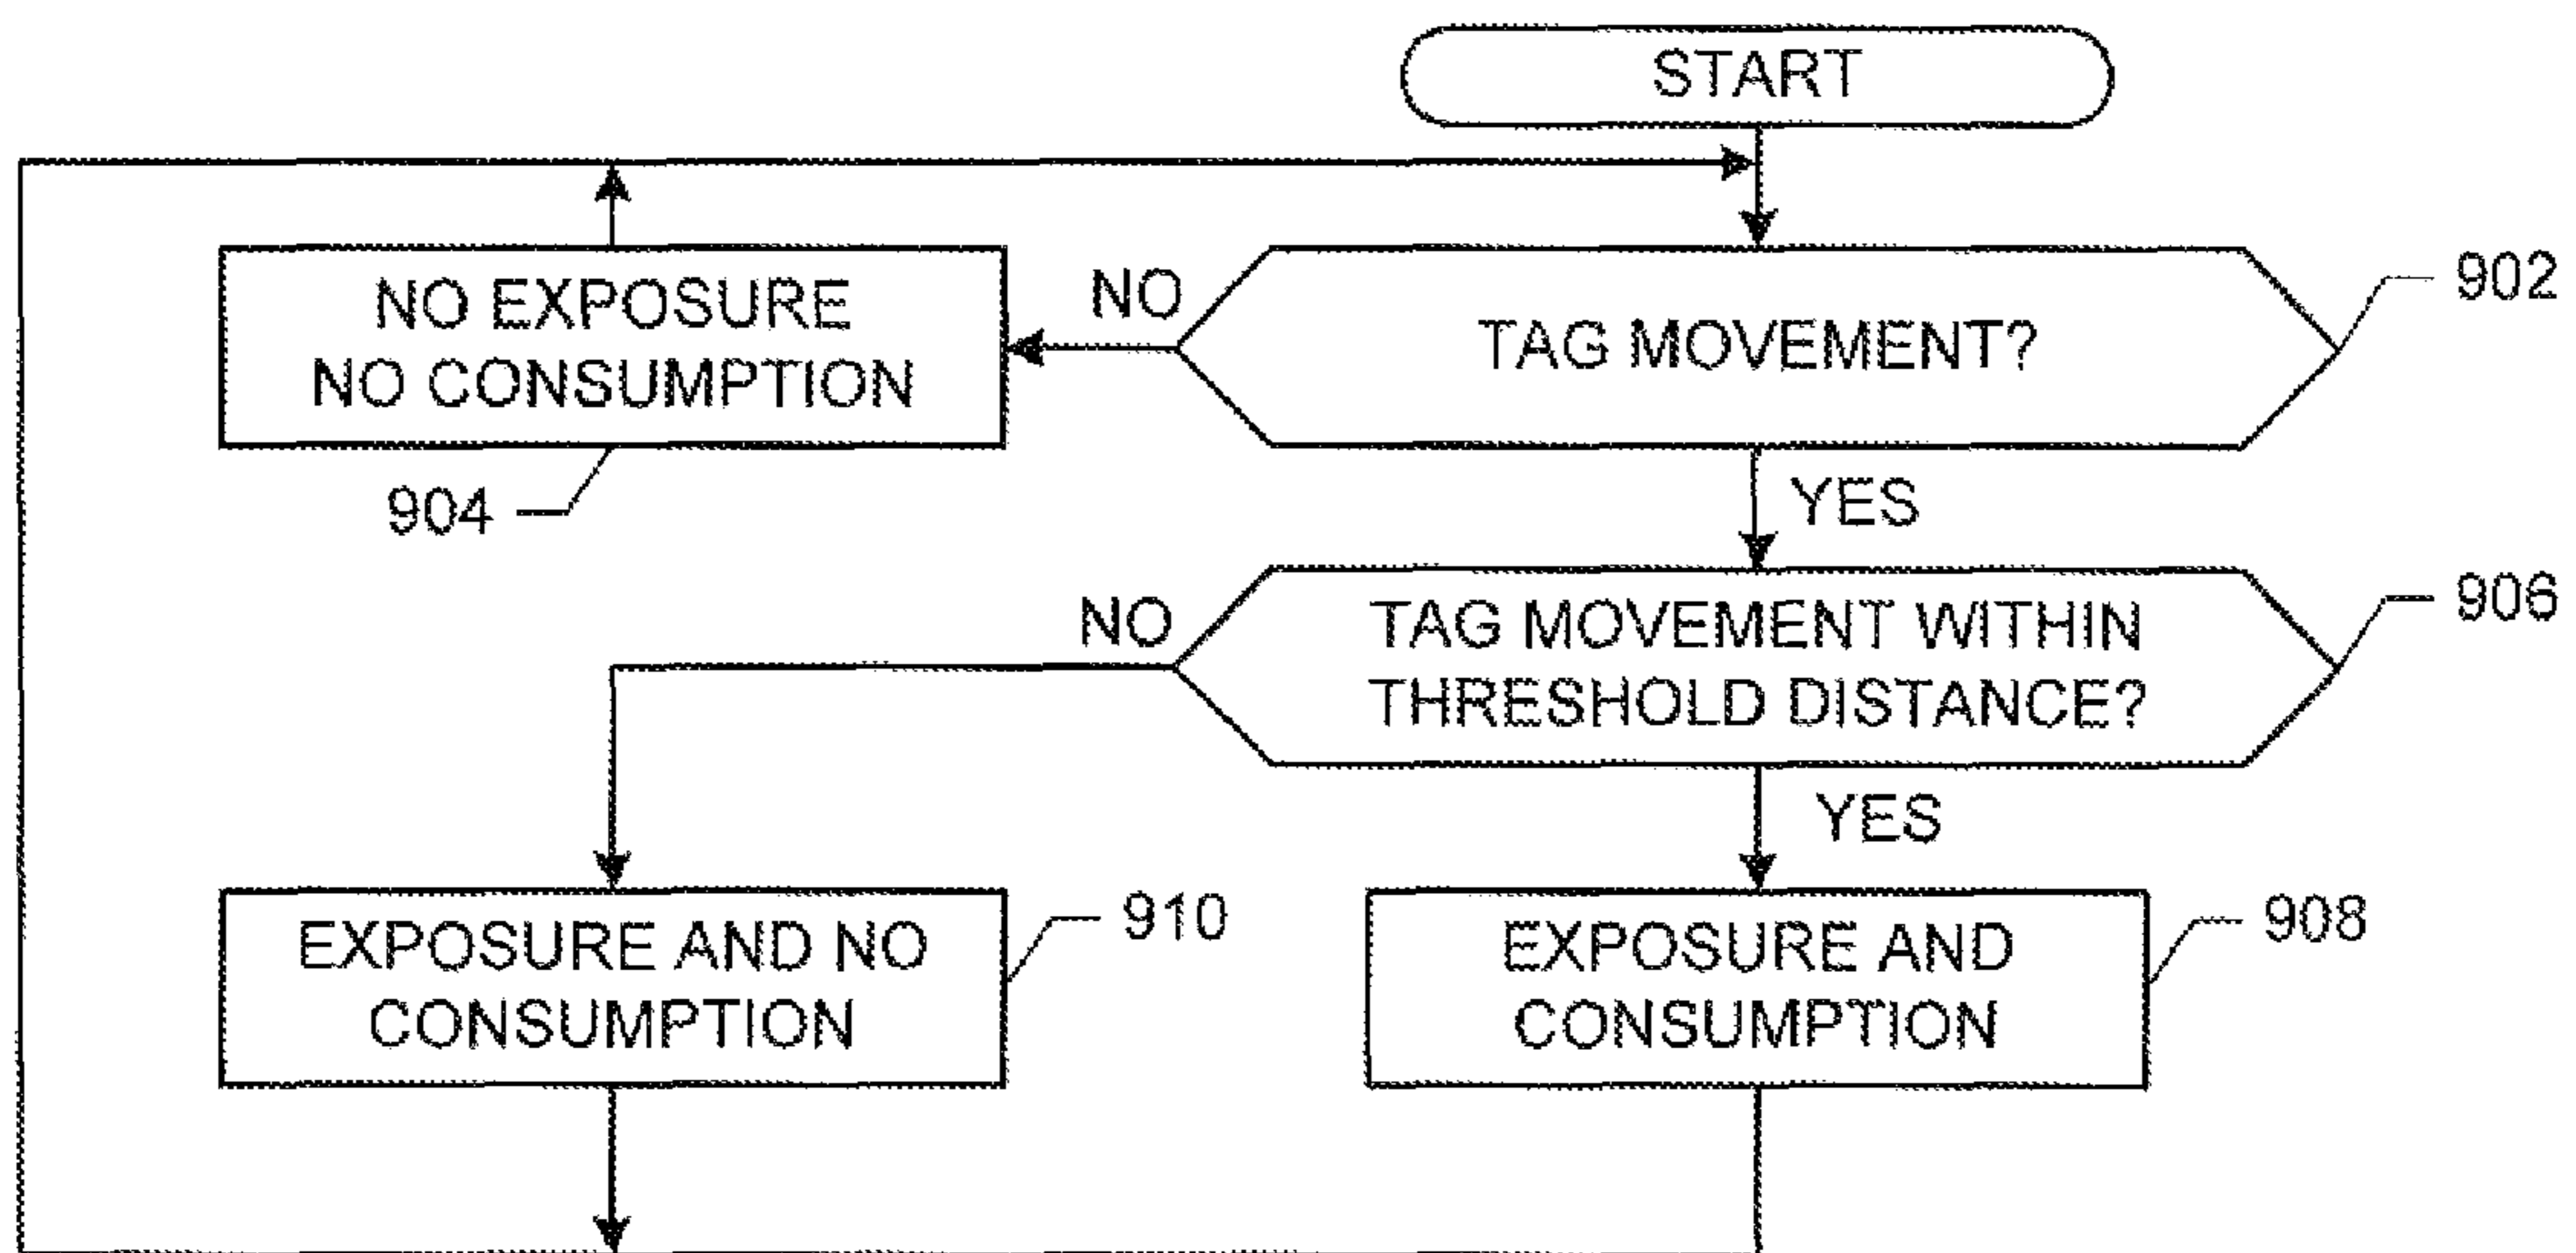 START
NO EXPOSURE
NO CONSUMPTION
NO
TAG MOVEMENT?
902
904
YES
NO
TAG MOVEMENT WITHIN
THRESHOLD DISTANCE?
906
YES
EXPOSURE AND NO
CONSUMPTION
910
EXPOSURE AND
CONSUMPTION
908